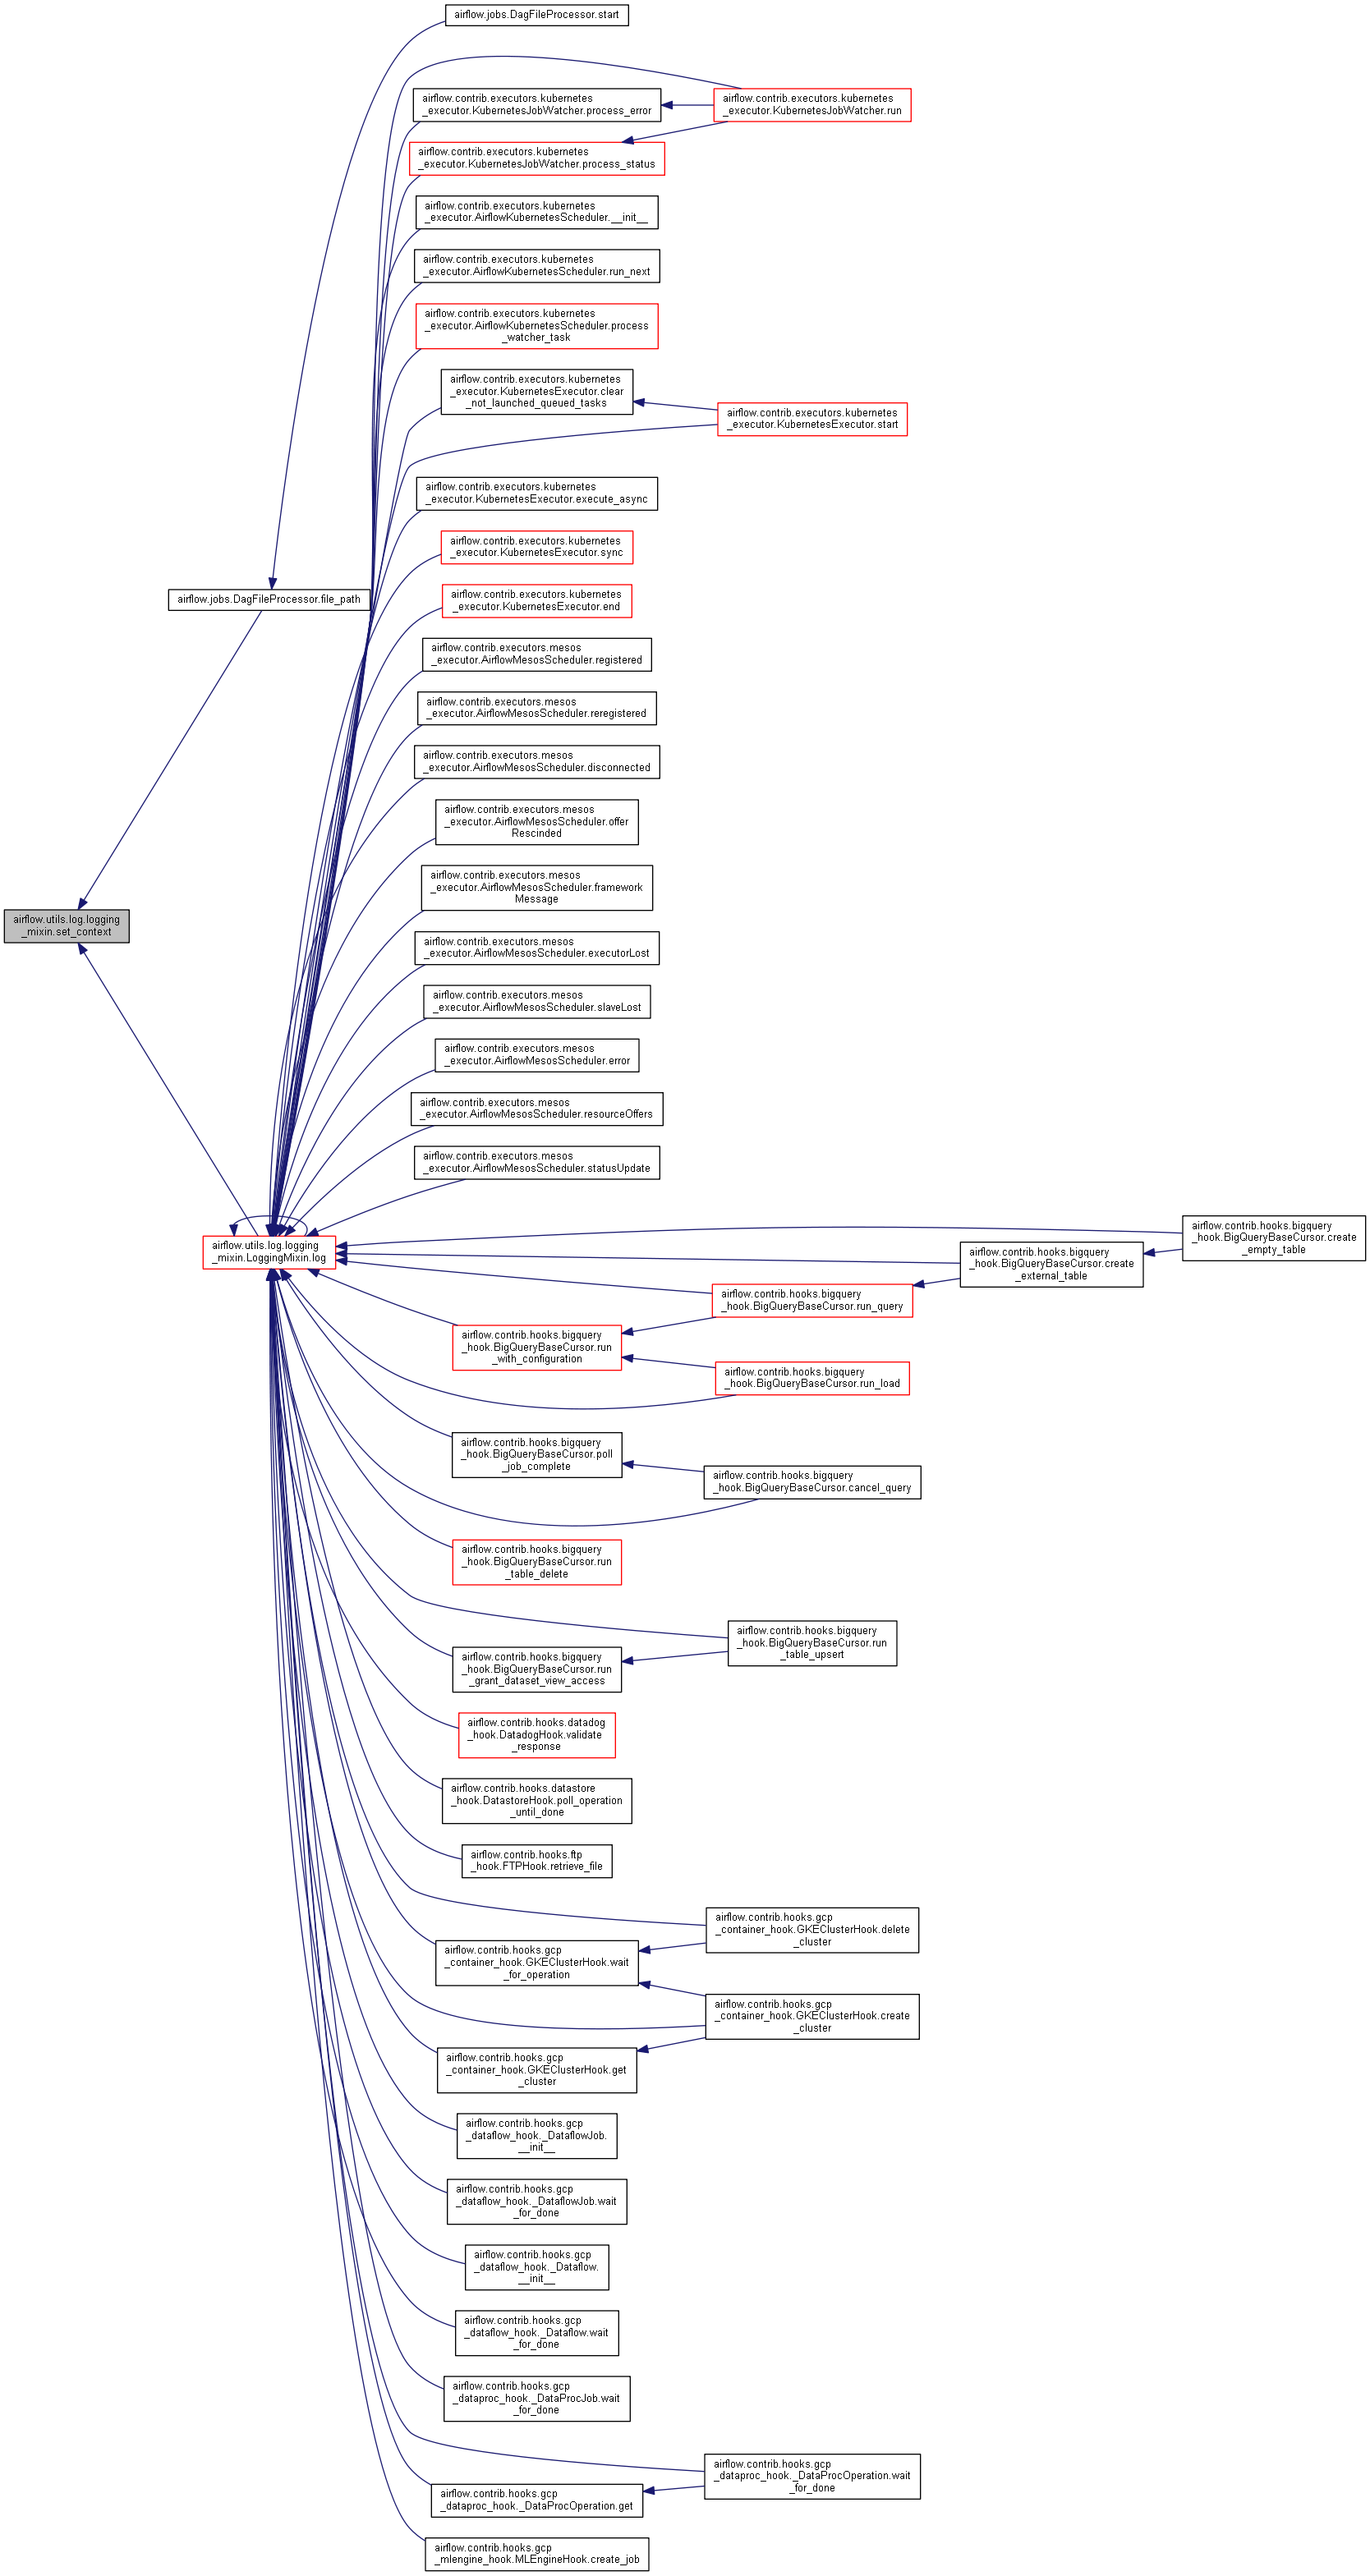 airflow.jobs.DagFileProcessor.start
airflow.contrib.executors.kubernetes
_executor.KubernetesJobWatcher.process_error
airflow.contrib.executors.kubernetes
_executor.KubernetesJobWatcher.run
airflow.contrib.executors.kubernetes
_executor.KubernetesJobWatcher.process_status
airflow.contrib.executors.kubernetes
_executor.AirflowKubernetesScheduler.__init__
airflow.contrib.executors.kubernetes
_executor.AirflowKubernetesScheduler.run_next
airflow.contrib.executors.kubernetes
_executor.AirflowKubernetesScheduler.process
_watcher_task
airflow.contrib.executors.kubernetes
_executor.KubernetesExecutor.clear
_not_launched_queued_tasks
airflow.contrib.executors.kubernetes
_executor.KubernetesExecutor.start
airflow.contrib.executors.kubernetes
_executor.KubernetesExecutor.execute_async
airflow.contrib.executors.kubernetes
_executor.KubernetesExecutor.sync
airflow.contrib.executors.kubernetes
_executor.KubernetesExecutor.end
airflow.jobs.DagFileProcessor.file_path
airflow.contrib.executors.mesos
_executor.AirflowMesosScheduler.registered
airflow.contrib.executors.mesos
_executor.AirflowMesosScheduler.reregistered
airflow.contrib.executors.mesos
_executor.AirflowMesosScheduler.disconnected
airflow.contrib.executors.mesos
_executor.AirflowMesosScheduler.offer
Rescinded
airflow.contrib.executors.mesos
_executor.AirflowMesosScheduler.framework
Message
airflow.utils.log.logging
_mixin.set_context
airflow.contrib.executors.mesos
_executor.AirflowMesosScheduler.executorLost
airflow.contrib.executors.mesos
_executor.AirflowMesosScheduler.slaveLost
airflow.contrib.executors.mesos
_executor.AirflowMesosScheduler.error
airflow.contrib.executors.mesos
_executor.AirflowMesosScheduler.resourceOffers
airflow.contrib.executors.mesos
_executor.AirflowMesosScheduler.statusUpdate
airflow.utils.log.logging
_mixin.LoggingMixin.log
airflow.contrib.hooks.bigquery
_hook.BigQueryBaseCursor.create
_empty_table
airflow.contrib.hooks.bigquery
_hook.BigQueryBaseCursor.create
_external_table
airflow.contrib.hooks.bigquery
_hook.BigQueryBaseCursor.run_query
airflow.contrib.hooks.bigquery
_hook.BigQueryBaseCursor.run
_with_configuration
airflow.contrib.hooks.bigquery
_hook.BigQueryBaseCursor.run_load
airflow.contrib.hooks.bigquery
_hook.BigQueryBaseCursor.poll
_job_complete
airflow.contrib.hooks.bigquery
_hook.BigQueryBaseCursor.cancel_query
airflow.contrib.hooks.bigquery
_hook.BigQueryBaseCursor.run
_table_delete
airflow.contrib.hooks.bigquery
_hook.BigQueryBaseCursor.run
_table_upsert
airflow.contrib.hooks.bigquery
_hook.BigQueryBaseCursor.run
_grant_dataset_view_access
airflow.contrib.hooks.datadog
_hook.DatadogHook.validate
_response
airflow.contrib.hooks.datastore
_hook.DatastoreHook.poll_operation
_until_done
airflow.contrib.hooks.ftp
_hook.FTPHook.retrieve_file
airflow.contrib.hooks.gcp
_container_hook.GKEClusterHook.delete
_cluster
airflow.contrib.hooks.gcp
_container_hook.GKEClusterHook.wait
_for_operation
airflow.contrib.hooks.gcp
_container_hook.GKEClusterHook.create
_cluster
airflow.contrib.hooks.gcp
_container_hook.GKEClusterHook.get
_cluster
airflow.contrib.hooks.gcp
_dataflow_hook._DataflowJob.
__init__
airflow.contrib.hooks.gcp
_dataflow_hook._DataflowJob.wait
_for_done
airflow.contrib.hooks.gcp
_dataflow_hook._Dataflow.
__init__
airflow.contrib.hooks.gcp
_dataflow_hook._Dataflow.wait
_for_done
airflow.contrib.hooks.gcp
_dataproc_hook._DataProcJob.wait
_for_done
airflow.contrib.hooks.gcp
_dataproc_hook._DataProcOperation.wait
_for_done
airflow.contrib.hooks.gcp
_dataproc_hook._DataProcOperation.get
airflow.contrib.hooks.gcp
_mlengine_hook.MLEngineHook.create_job